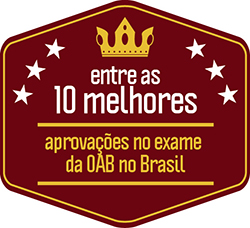 entre as
10 melhores
aprovações no exame
da OAB no Brasil